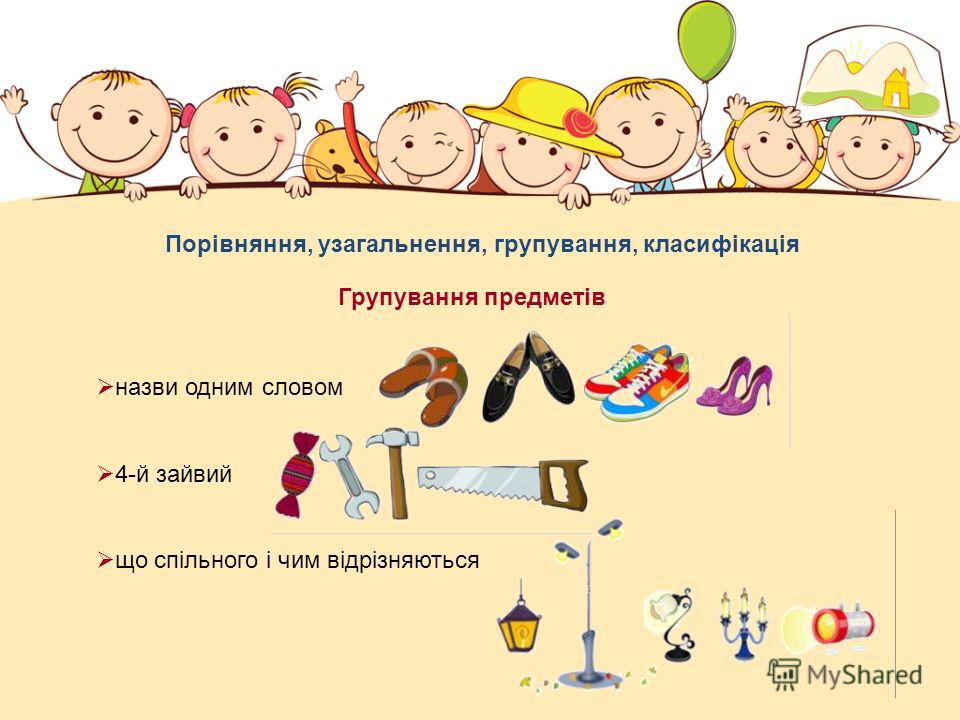 Порівняння, узагальнення, групування, класифікація
Групування предметів
назви одним словом
4-й зайвий
що спільного і чим відрізняються
MyShared